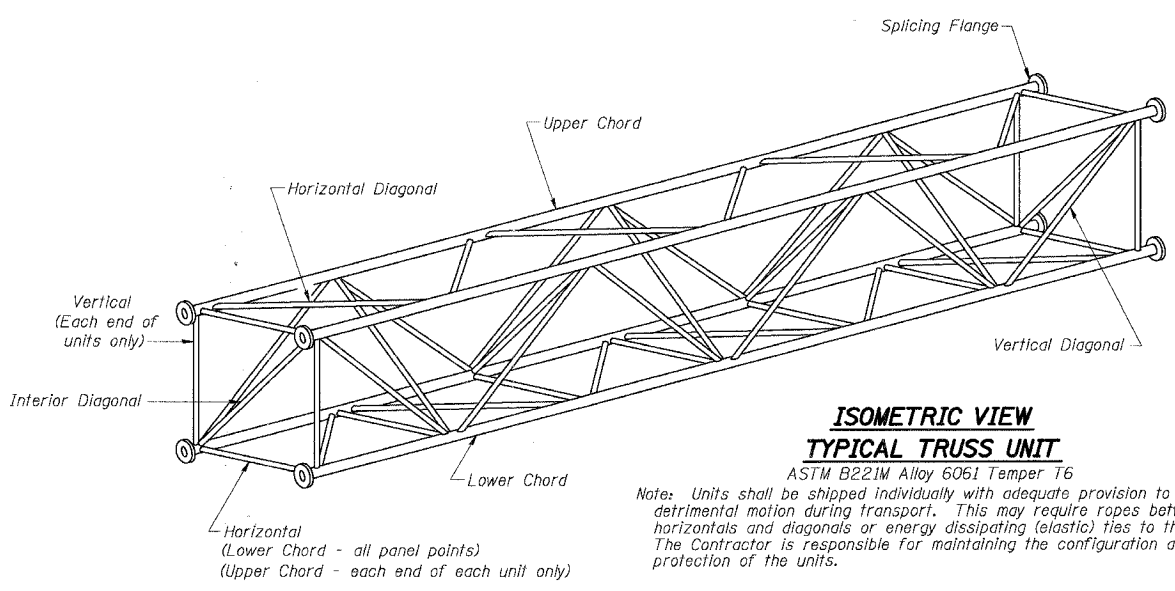 Splicing Flange
Upper Chord
Horizontal Diagonal
Vertical
(Each end of
units only)
Vertical Diagonal
Interior Diagonal
ISOMETRIC VIEW
TYPICAL TRUSS UNIT
ASTM B221M Alloy 6061 Temper T6
Lower Chord
Note: Units shall be shipped individually with adequate provision to
detrimental motion during transport. This may require ropes bet
horizontals and diagonals or energy dissipating (elastic) ties to th
The Contractor is responsible for maintaining the configuration a
protection of the units.
Horizontal
(Lower Chord - all panel points)
(Upper Chord - each end of each unit only)